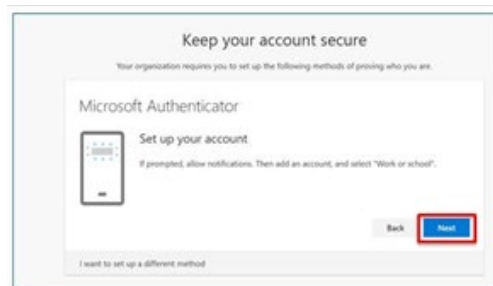 Keep your account secure
Your organization requires you to set up the following methods of proving who you are.
Microsoft Authenticator
Set up your account
If prompted, allow notifications. Then add an account, and select "Work or school".
Back Next
I want to set up a different method